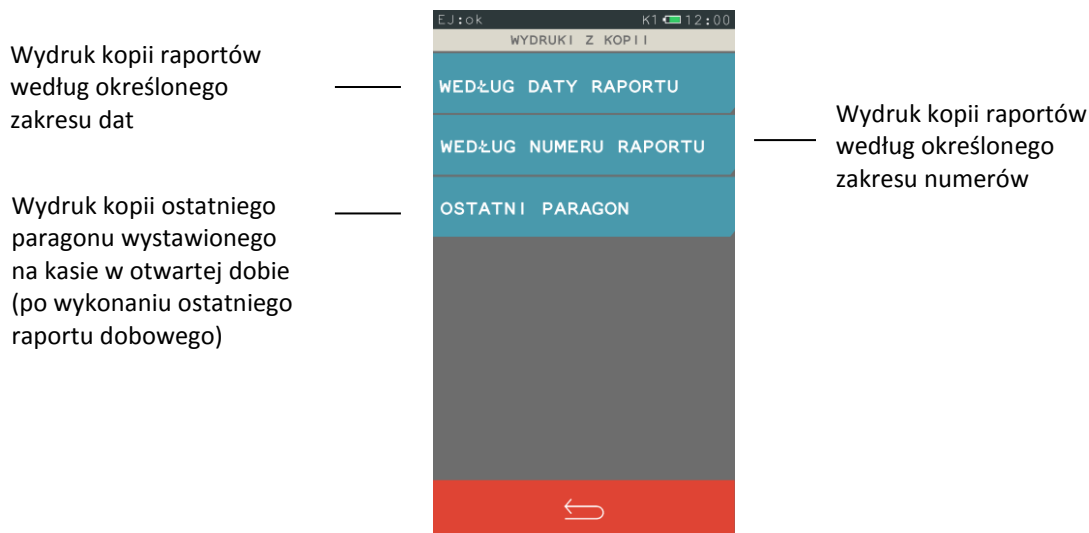 EJ:ok K1 12:00
WYDRUKI Z KOPII
Wydruk kopii raportów
według określonego
zakresu dat
WEDŁUG DATY RAPORTU
WEDŁUG NUMERU RAPORTU
Wydruk kopii raportów
według określonego
zakresu numerów
Wydruk kopii ostatniego
paragonu wystawionego
na kasie w otwartej dobie
(po wykonaniu ostatniego
raportu dobowego)
OSTATNI PARAGON